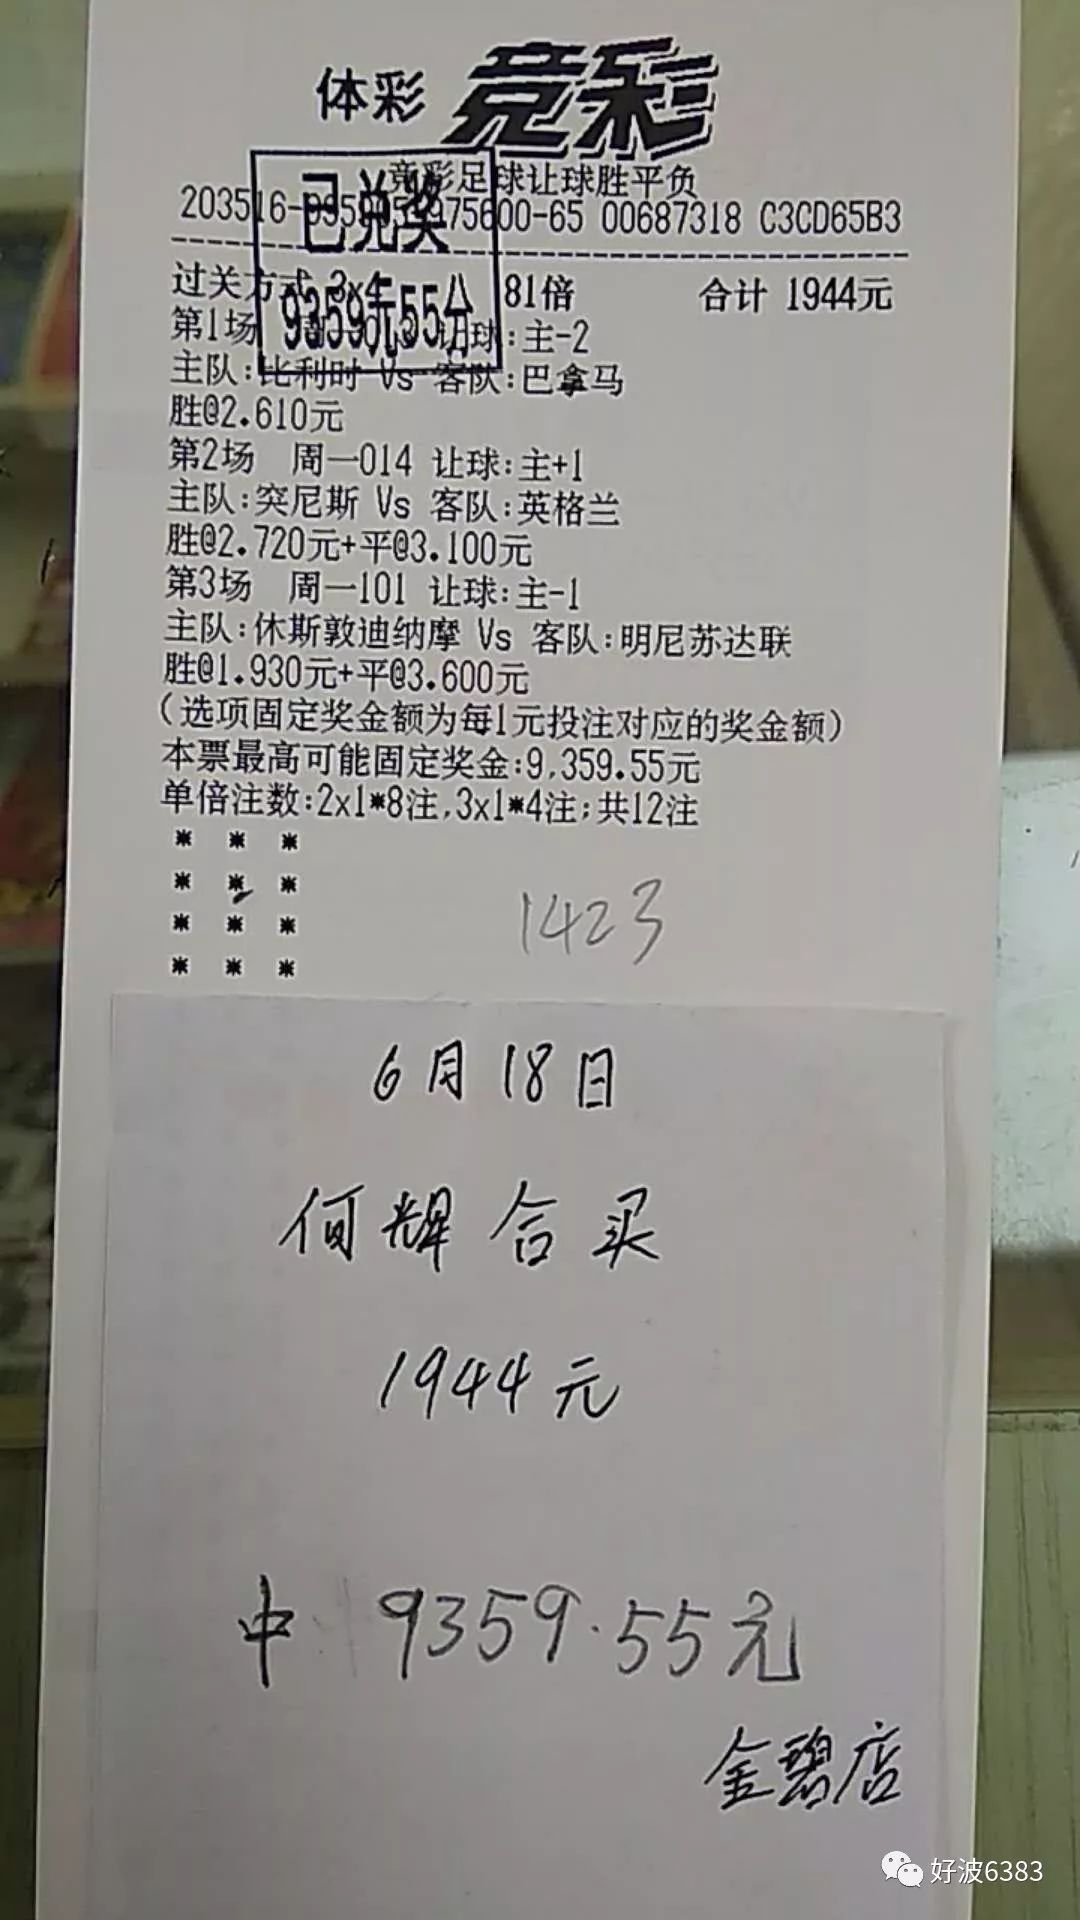 体彩 竞彩
竞彩足球让球胜平负
203516- 75600-65 00687318 C3CD65B3
已兑奖
9359元55分
过关方式 3x4 81倍 合计 1944元
第1场 让球:主-2
主队:比利时 Vs 客队:巴拿马
胜@2.610元
第2场 周一014 让球:主+1
主队:突尼斯 Vs 客队:英格兰
胜@2.720元+平@3.100元
第3场 周一101 让球:主-1
主队:休斯敦迪纳摩 Vs 客队:明尼苏达联
胜@1.930元+平@3.600元
(选项固定奖金额为每1元投注对应的奖金额)
本票最高可能固定奖金:9,359.55元
单倍注数:2x1*8注,3x1*4注;共12注
* * *
* * *
* * *
* * *
1423
6月18日
何辉合买
1944元
中 9359.55元
金碧店
好波6383